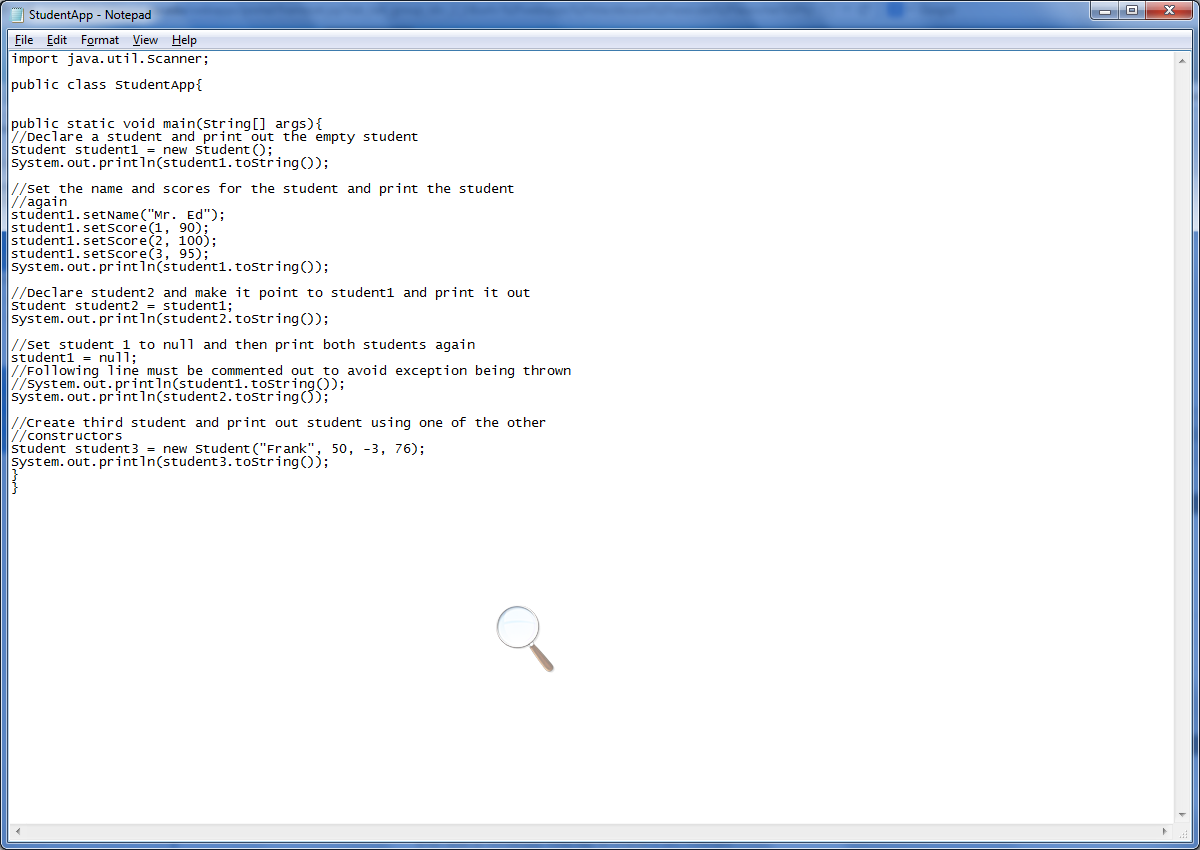 StudentApp - Notepad
File Edit Format View Help
import java.util.Scanner;
public class StudentApp{
public static void main(String[] args){
//Declare a student and print out the empty student
Student student1 = new Student();
System.out.println(student1.toString());
//Set the name and scores for the student and print the student
//again
student1.setName("Mr. Ed");
student1.setScore(1, 90);
student1.setScore(2, 100);
student1.setScore(3, 95);
System.out.println(student1.toString());
//Declare student2 and make it point to student1 and print it out
Student student2 = student1;
System.out.println(student2.toString());
//Set student 1 to null and then print both students again
student1 = null;
//Following line must be commented out to avoid exception being thrown
//System.out.println(student1.toString());
System.out.println(student2.toString());
//Create third student and print out student using one of the other
//constructors
Student student3 = new Student("Frank", 50, -3, 76);
System.out.println(student3.toString());
}
}